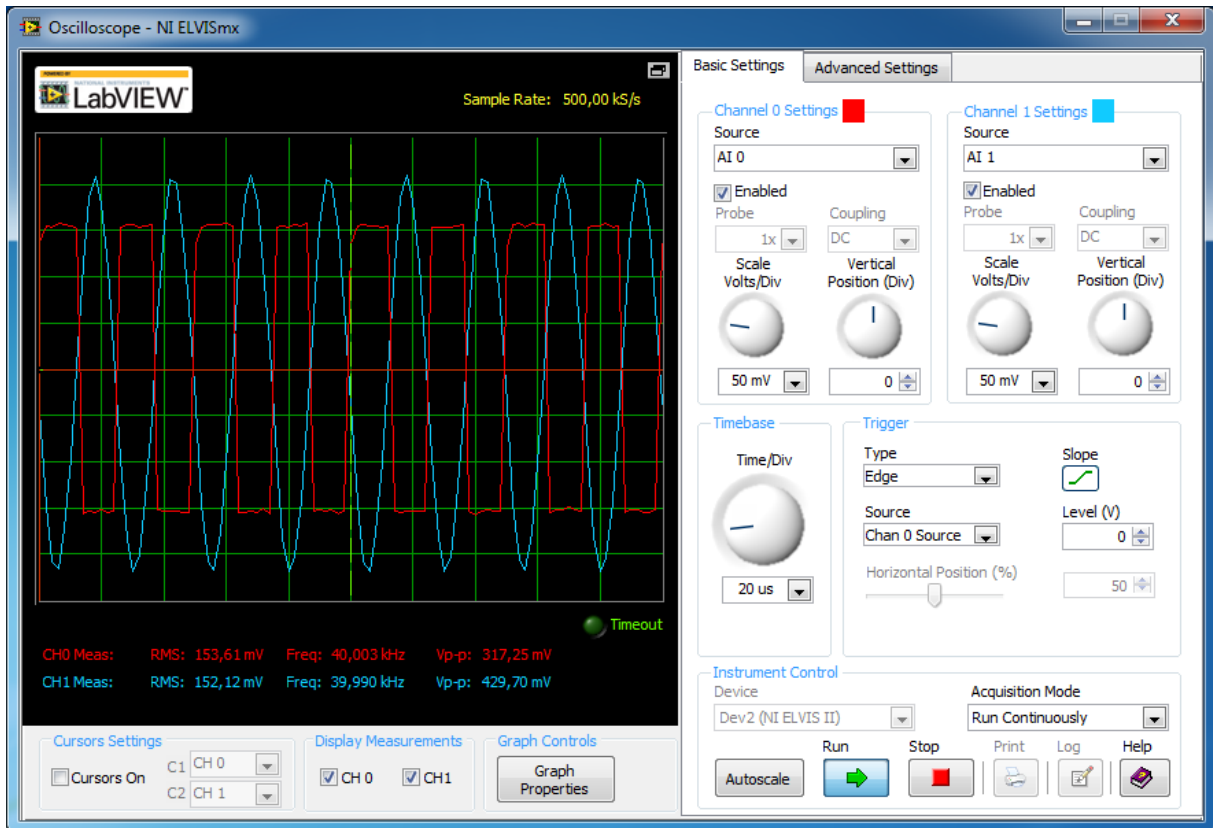 Oscilloscope - NI ELVISmx
POWERED BY
NATIONAL INSTRUMENTS
LabVIEW
Sample Rate: 500,00 kS/s
Timeout
CH0 Meas: RMS: 153,61 mV Freq: 40,003 kHz Vp-p: 317,25 mV
CH1 Meas: RMS: 152,12 mV Freq: 39,990 kHz Vp-p: 429,70 mV
Cursors Settings
Cursors On
C1 CH 0
C2 CH 1
Display Measurements
CH 0 CH1
Graph Controls
Graph
Properties
Basic Settings Advanced Settings
Channel 0 Settings
Source
AI 0
Enabled
Probe Coupling
1x DC
Scale Vertical
Volts/Div Position (Div)
50 mV 0
Channel 1 Settings
Source
AI 1
Enabled
Probe Coupling
1x DC
Scale Vertical
Volts/Div Position (Div)
50 mV 0
Timebase
Time/Div
20 us
Trigger
Type Slope
Edge
Source Level (V)
Chan 0 Source 0
Horizontal Position (%)
50
Instrument Control
Device Acquisition Mode
Dev2 (NI ELVIS II) Run Continuously
Run Stop Print Log Help
Autoscale